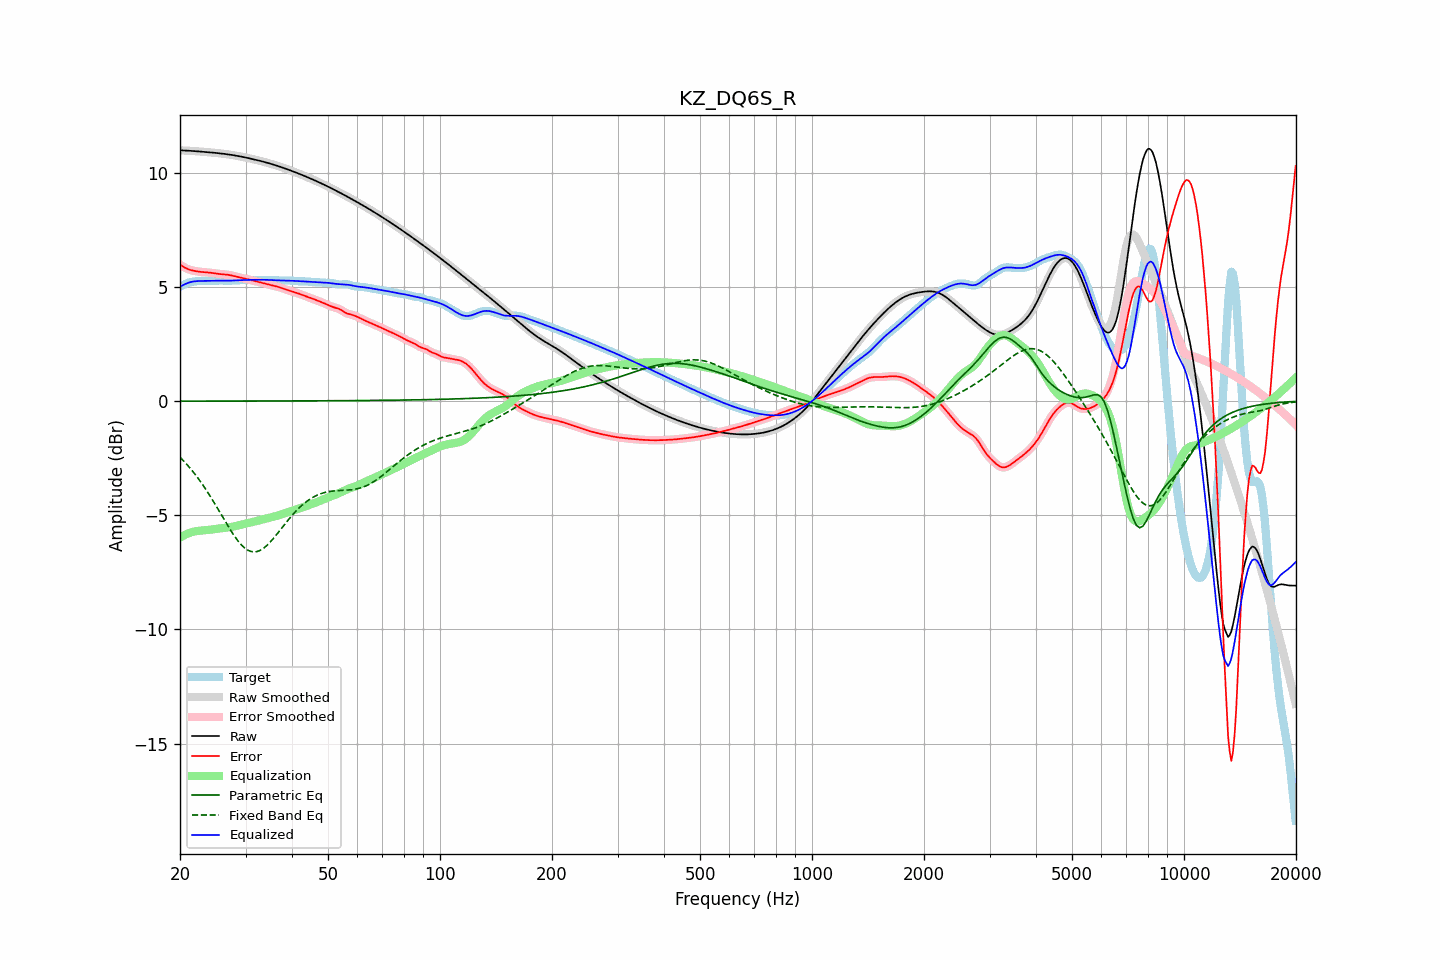 KZ_DQ6S_R
10
5
0
−5
−10
−15
Amplitude (dBr)
Target
Raw Smoothed
Error Smoothed
Raw
Error
Equalization
Parametric Eq
Fixed Band Eq
Equalized
20 50 100 200 500 1000 2000 5000 10000 20000
Frequency (Hz)